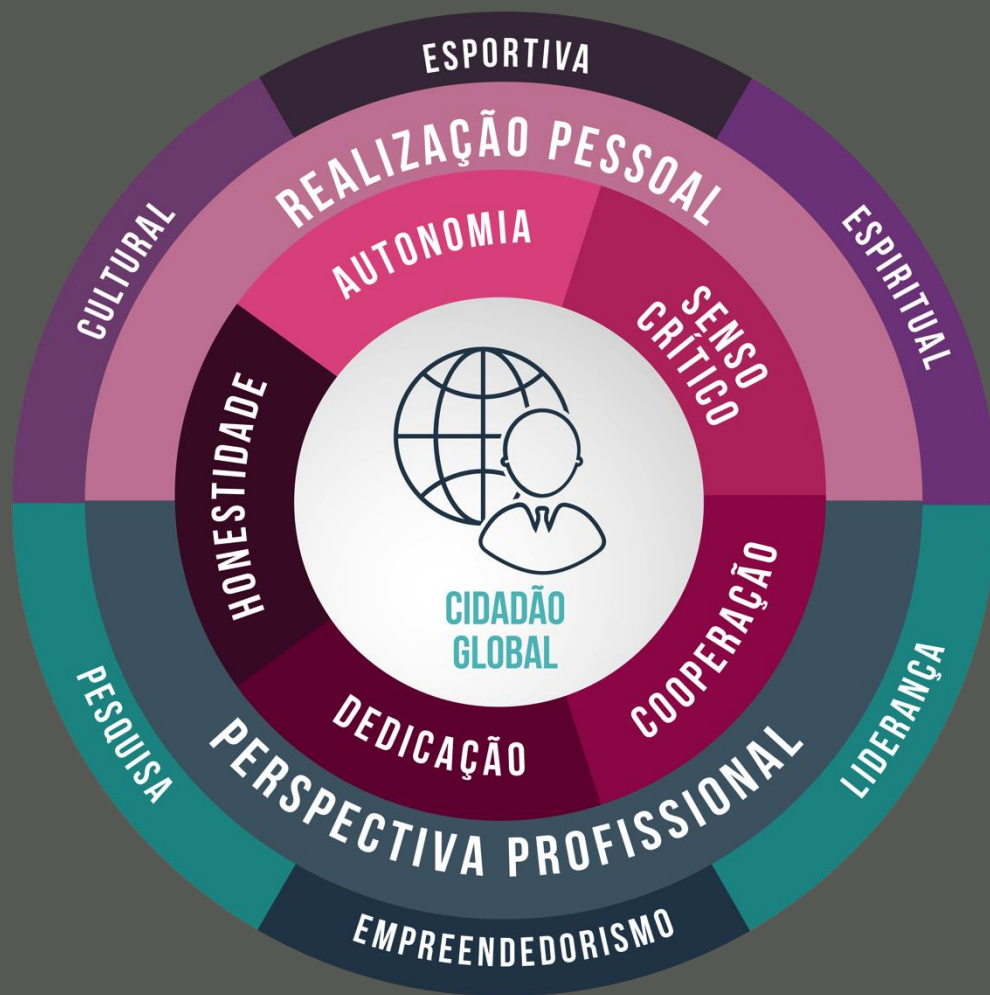 ESPORTIVA
REALIZAÇÃO PESSOAL
CULTURAL
ESPIRITUAL
AUTONOMIA
SENSO
CRÍTICO
HONESTIDADE
CIDADÃO
GLOBAL
COOPERAÇÃO
DEDICAÇÃO
PESQUISA
LIDERANÇA
PERSPECTIVA PROFISSIONAL
EMPREENDEDORISMO